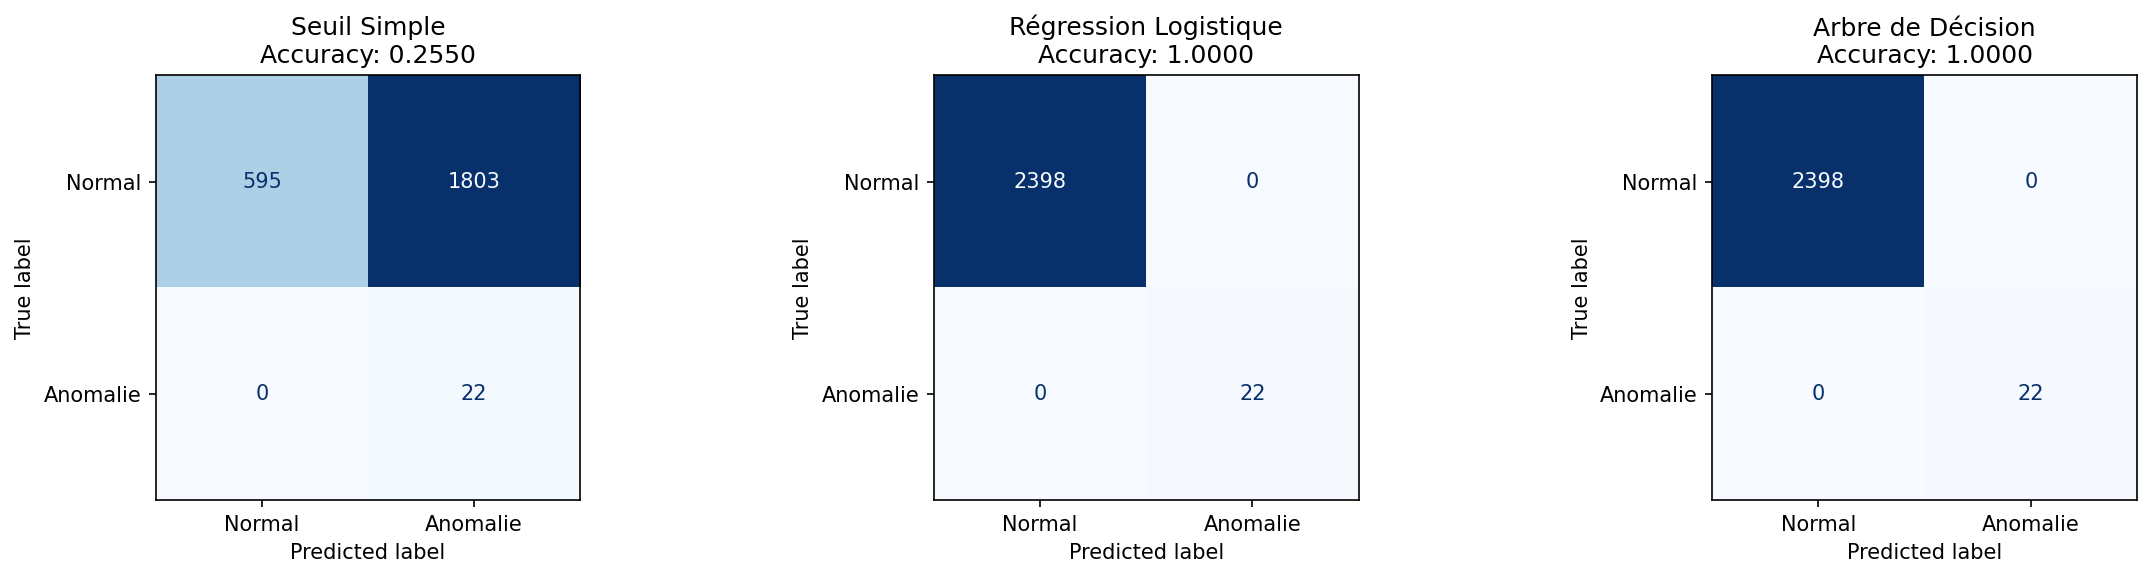 Seuil Simple
Accuracy: 0.2550
True label
Normal
595
1803
Anomalie
0
22
Normal
Anomalie
Predicted label
Régression Logistique
Accuracy: 1.0000
True label
Normal
2398
0
Anomalie
0
22
Normal
Anomalie
Predicted label
Arbre de Décision
Accuracy: 1.0000
True label
Normal
2398
0
Anomalie
0
22
Normal
Anomalie
Predicted label